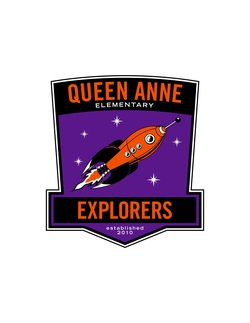 QUEEN ANNE
ELEMENTARY
EXPLORERS
established
2010